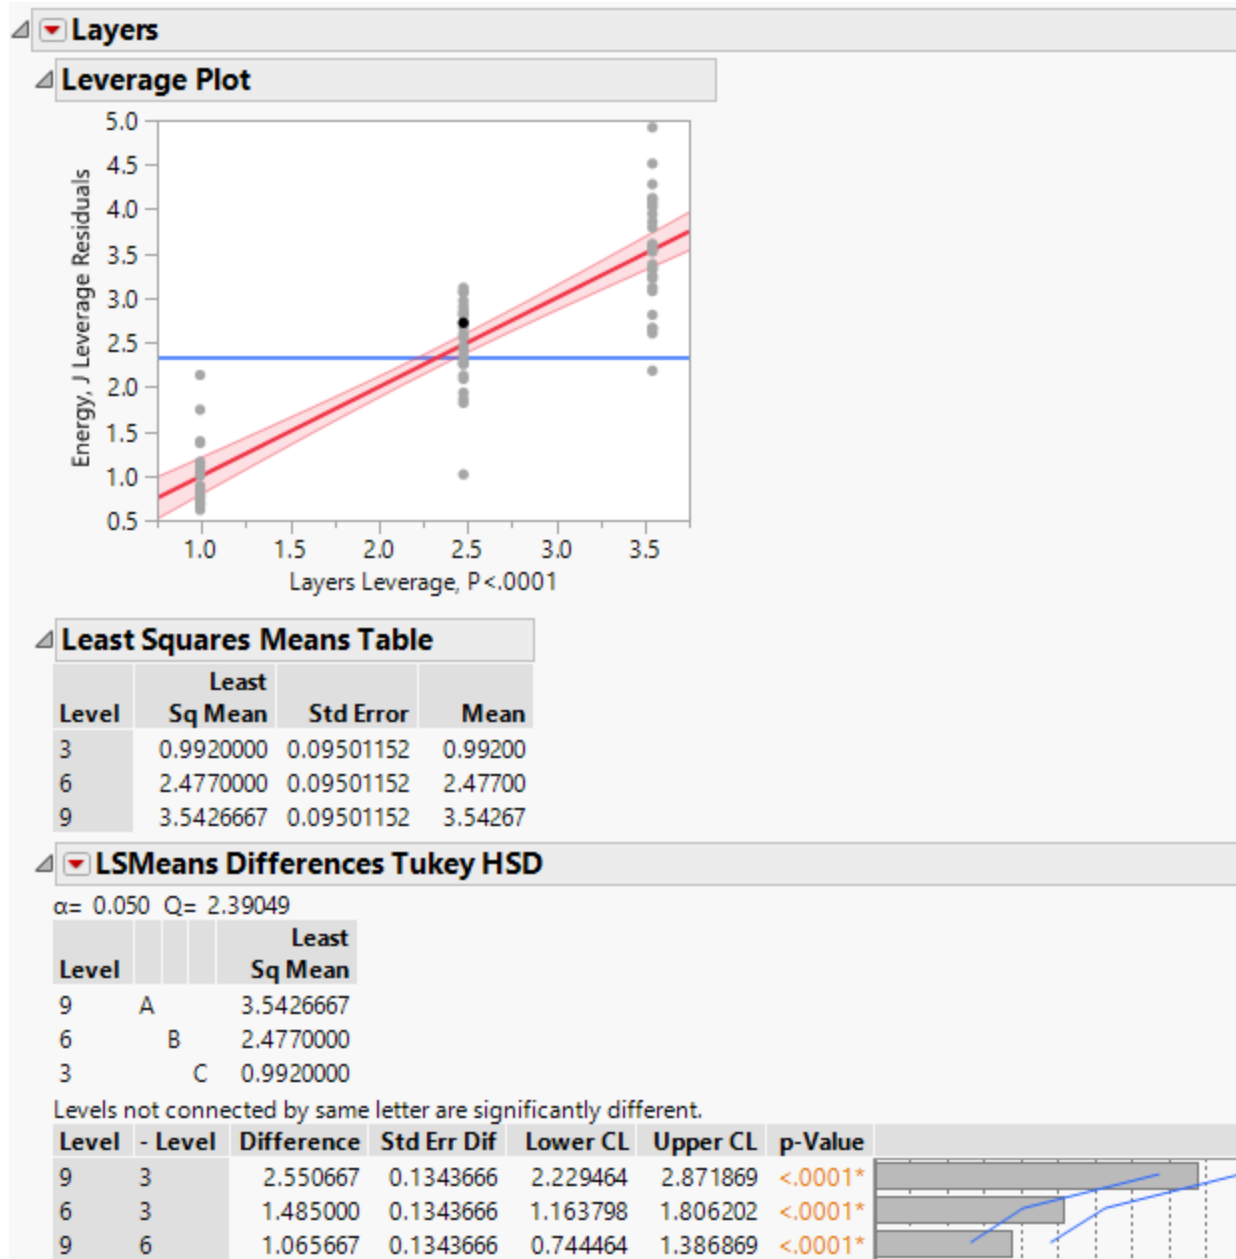 Layers
Leverage Plot
5.0
4.5
4.0
3.5
3.0
2.5
2.0
1.5
1.0
0.5
Energy, J Leverage Residuals
1.0 1.5 2.0 2.5 3.0 3.5
Layers Leverage, P<.0001
Least Squares Means Table
Least
Level Sq Mean Std Error Mean
3 0.9920000 0.09501152 0.99200
6 2.4770000 0.09501152 2.47700
9 3.5426667 0.09501152 3.54267
LSMeans Differences Tukey HSD
α= 0.050 Q= 2.39049
Least
Level Sq Mean
9 A 3.5426667
6 B 2.4770000
3 C 0.9920000
Levels not connected by same letter are significantly different.
Level - Level Difference Std Err Dif Lower CL Upper CL p-Value
9 3 2.550667 0.1343666 2.229464 2.871869 <.0001*
6 3 1.485000 0.1343666 1.163798 1.806202 <.0001*
9 6 1.065667 0.1343666 0.744464 1.386869 <.0001*